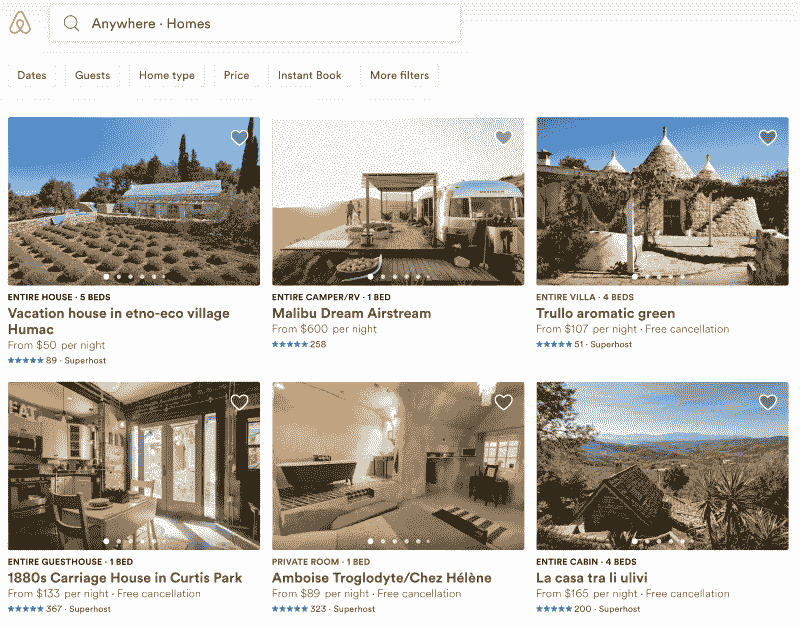 Anywhere · Homes
Dates
Guests
Home type
Price
Instant Book
More filters
ENTIRE HOUSE · 5 BEDS
Vacation house in etno-eco village
Humac
From $50 per night
89 · Superhost
ENTIRE CAMPER/RV · 1 BED
Malibu Dream Airstream
From $600 per night
258
ENTIRE VILLA · 4 BEDS
Trullo aromatic green
From $107 per night · Free cancellation
51 · Superhost
EAT
ENTIRE GUESTHOUSE · 1 BED
1880s Carriage House in Curtis Park
From $133 per night · Free cancellation
367 · Superhost
PRIVATE ROOM · 1 BED
Amboise Troglodyte/Chez Hélène
From $89 per night · Free cancellation
323 · Superhost
ENTIRE CABIN · 4 BEDS
La casa tra li ulivi
From $165 per night · Free cancellation
200 · Superhost